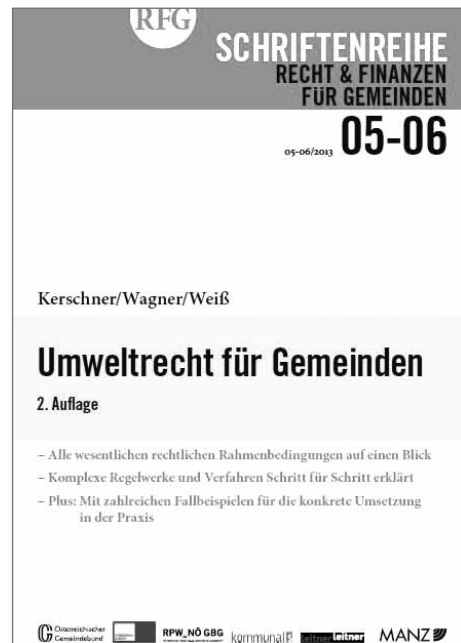 RFG
SCHRIFTENREIHE
RECHT & FINANZEN
FÜR GEMEINDEN
05-06/2013 05-06
Kerschner/Wagner/Weiß
Umweltrecht für Gemeinden
2. Auflage
– Alle wesentlichen rechtlichen Rahmenbedingungen auf einen Blick
– Komplexe Regelwerke und Verfahren Schritt für Schritt erklärt
– Plus: Mit zahlreichen Fallbeispielen für die konkrete Umsetzung
in der Praxis
Österreichischer
Gemeindebund
RPW_NÖ GBG
kommunal
leitner leitner
MANZ